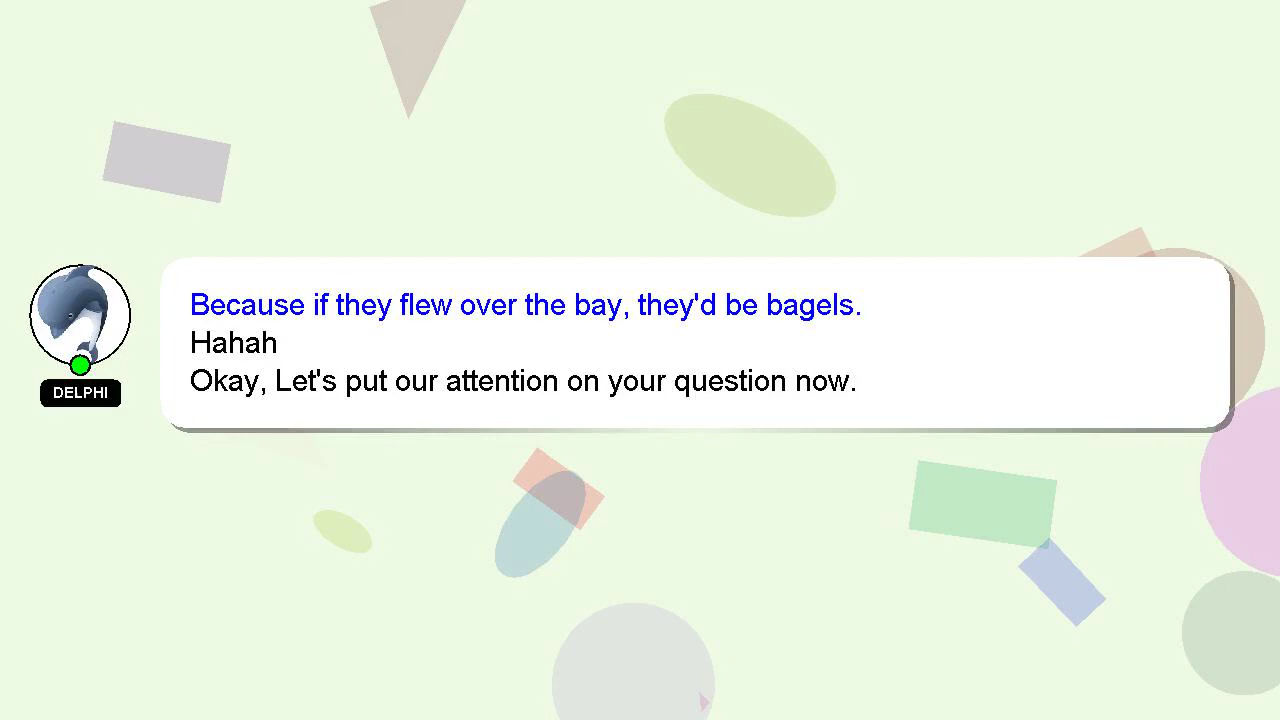 Because if they flew over the bay, they'd be bagels.
Hahah
Okay, Let's put our attention on your question now.
DELPHI